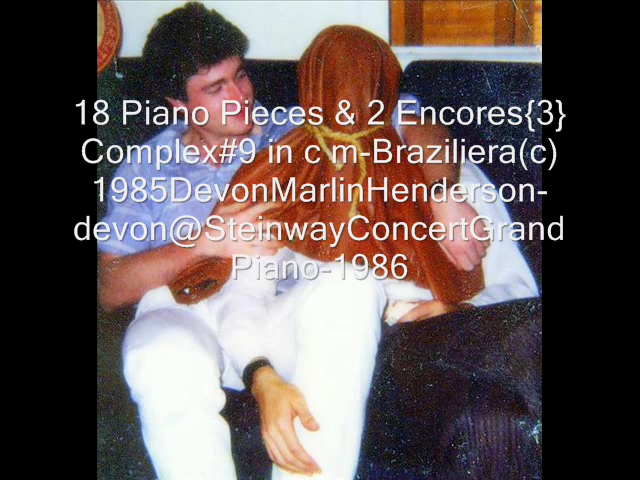 18 Piano Pieces & 2 Encores{3}
Complex#9 in c m-Braziliera(c)
1985DevonMarlinHenderson-
devon@SteinwayConcertGrand
Piano-1986